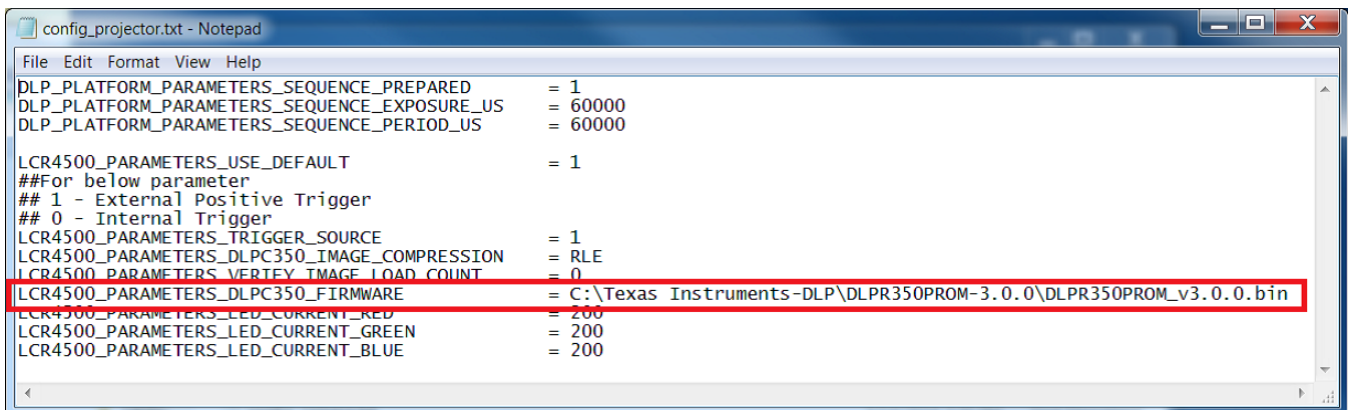 config_projector.txt - Notepad
File Edit Format View Help
DLP_PLATFORM_PARAMETERS_SEQUENCE_PREPARED = 1
DLP_PLATFORM_PARAMETERS_SEQUENCE_EXPOSURE_US = 60000
DLP_PLATFORM_PARAMETERS_SEQUENCE_PERIOD_US = 60000
LCR4500_PARAMETERS_USE_DEFAULT = 1
##For below parameter
## 1 - External Positive Trigger
## 0 - Internal Trigger
LCR4500_PARAMETERS_TRIGGER_SOURCE = 1
LCR4500_PARAMETERS_DLPC350_IMAGE_COMPRESSION = RLE
LCR4500_PARAMETERS_VERIFY_IMAGE_LOAD_COUNT = 0
LCR4500_PARAMETERS_DLPC350_FIRMWARE = C:\Texas Instruments-DLP\DLPR350PROM-3.0.0\DLPR350PROM_v3.0.0.bin
LCR4500_PARAMETERS_LED_CURRENT_RED = 200
LCR4500_PARAMETERS_LED_CURRENT_GREEN = 200
LCR4500_PARAMETERS_LED_CURRENT_BLUE = 200